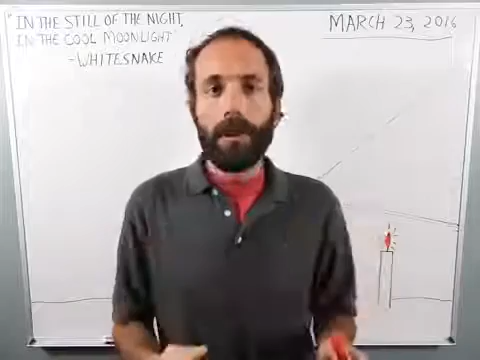 "IN THE STILL OF THE NIGHT,
IN THE COOL MOONLIGHT"
-WHITESNAKE
MARCH 23, 2016